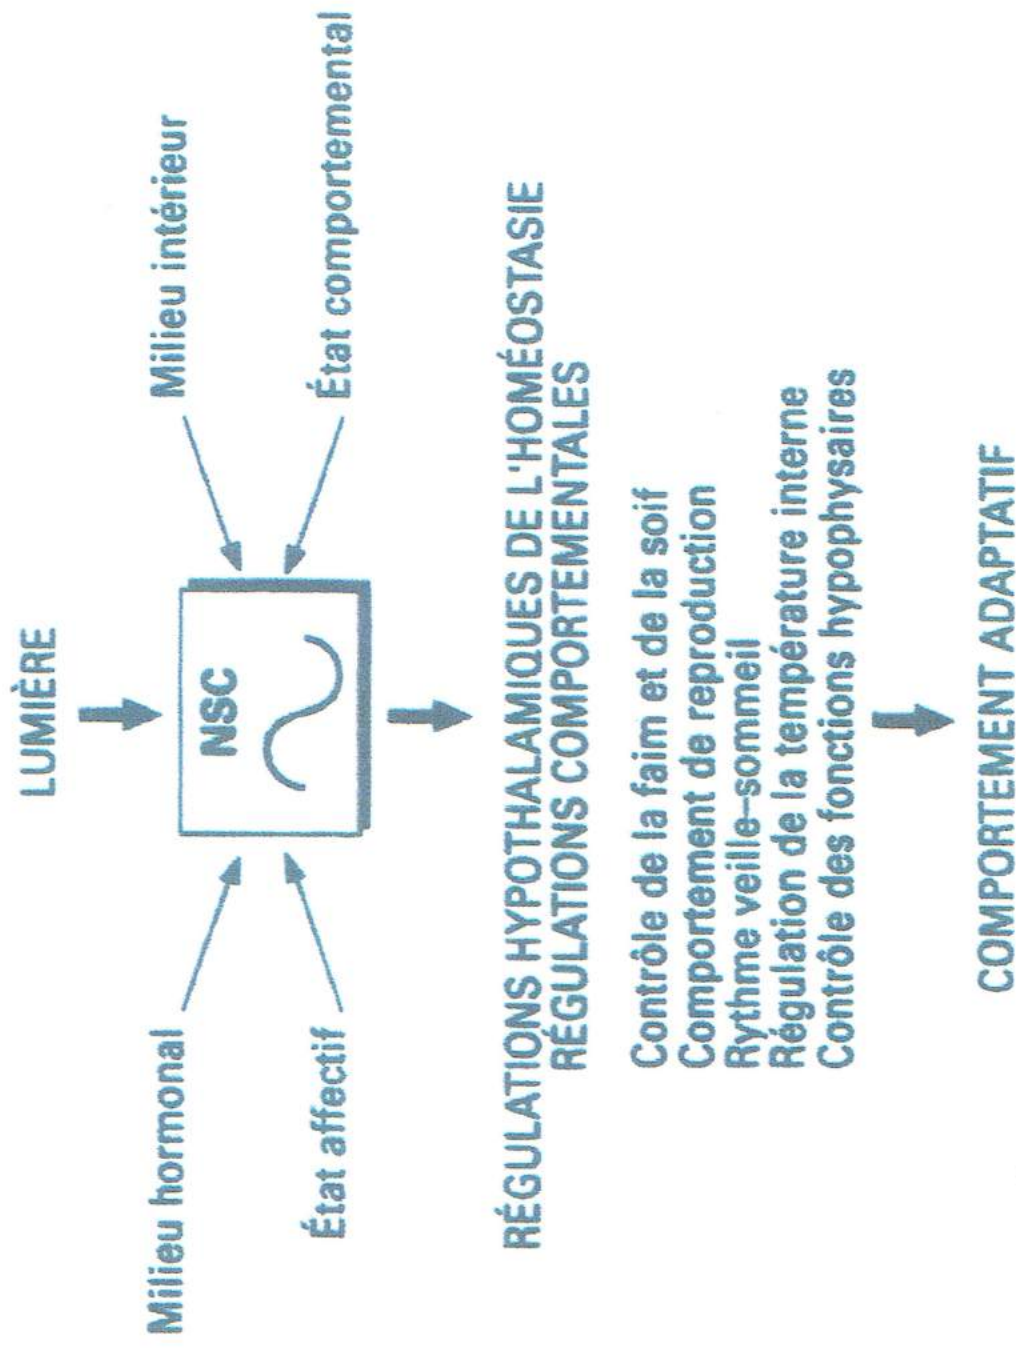 LUMIÈRE
Milieu hormonal
Milieu intérieur
NSC
État affectif
État comportemental
RÉGULATIONS HYPOTHALAMIQUES DE L'HOMÉOSTASIE
RÉGULATIONS COMPORTEMENTALES
Contrôle de la faim et de la soif
Comportement de reproduction
Rythme veille–sommeil
Régulation de la température interne
Contrôle des fonctions hypophysaires
COMPORTEMENT ADAPTATIF